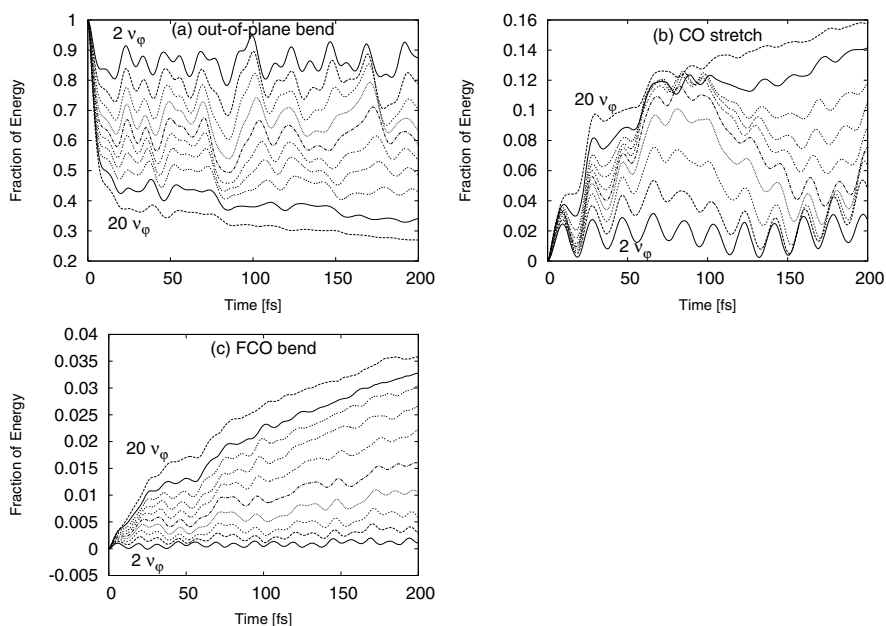 (a) out-of-plane bend
2 νφ
20 νφ
Fraction of Energy
1
0.9
0.8
0.7
0.6
0.5
0.4
0.3
0.2
0 50 100 150 200
Time [fs]
(b) CO stretch
20 νφ
2 νφ
Fraction of Energy
0.16
0.14
0.12
0.1
0.08
0.06
0.04
0.02
0
0 50 100 150 200
Time [fs]
(c) FCO bend
20 νφ
2 νφ
Fraction of Energy
0.04
0.035
0.03
0.025
0.02
0.015
0.01
0.005
0
-0.005
0 50 100 150 200
Time [fs]